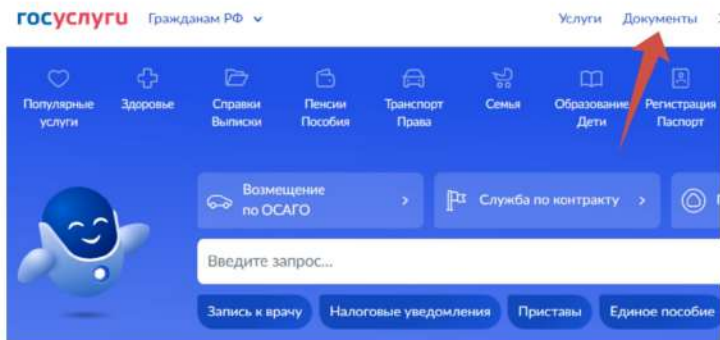 госуслуги Гражданам РФ Услуги Документы
Популярные услуги
Здоровье
Справки Выписки
Пенсии Пособия
Транспорт Права
Семья
Образование Дети
Регистрация Паспорт
Возмещение
по ОСАГО
Служба по контракту
Введите запрос...
Запись к врачу Налоговые уведомления Приставы Единое пособие